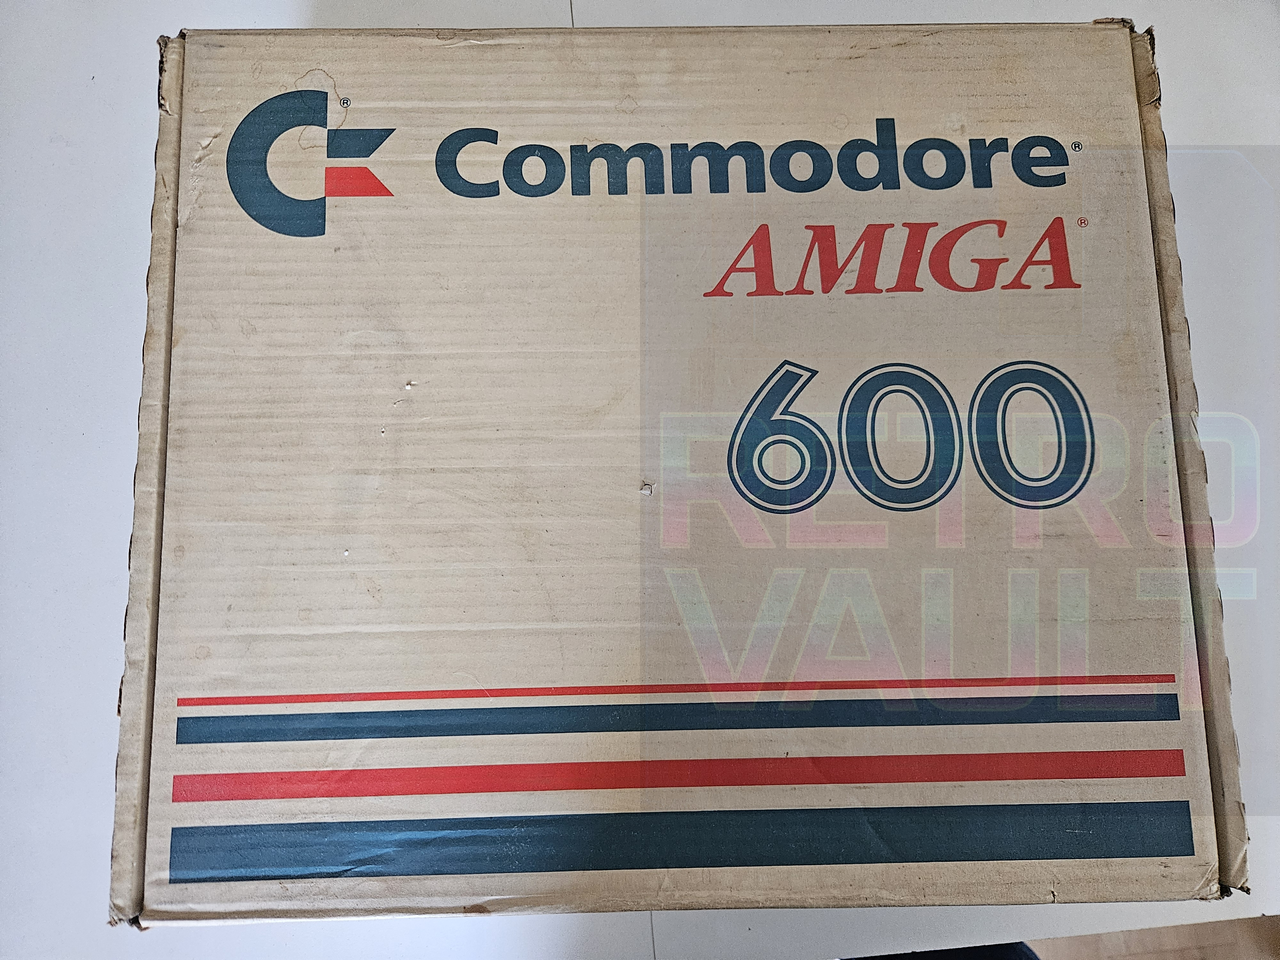 Commodore®
AMIGA®
600
RETRO
VAULT